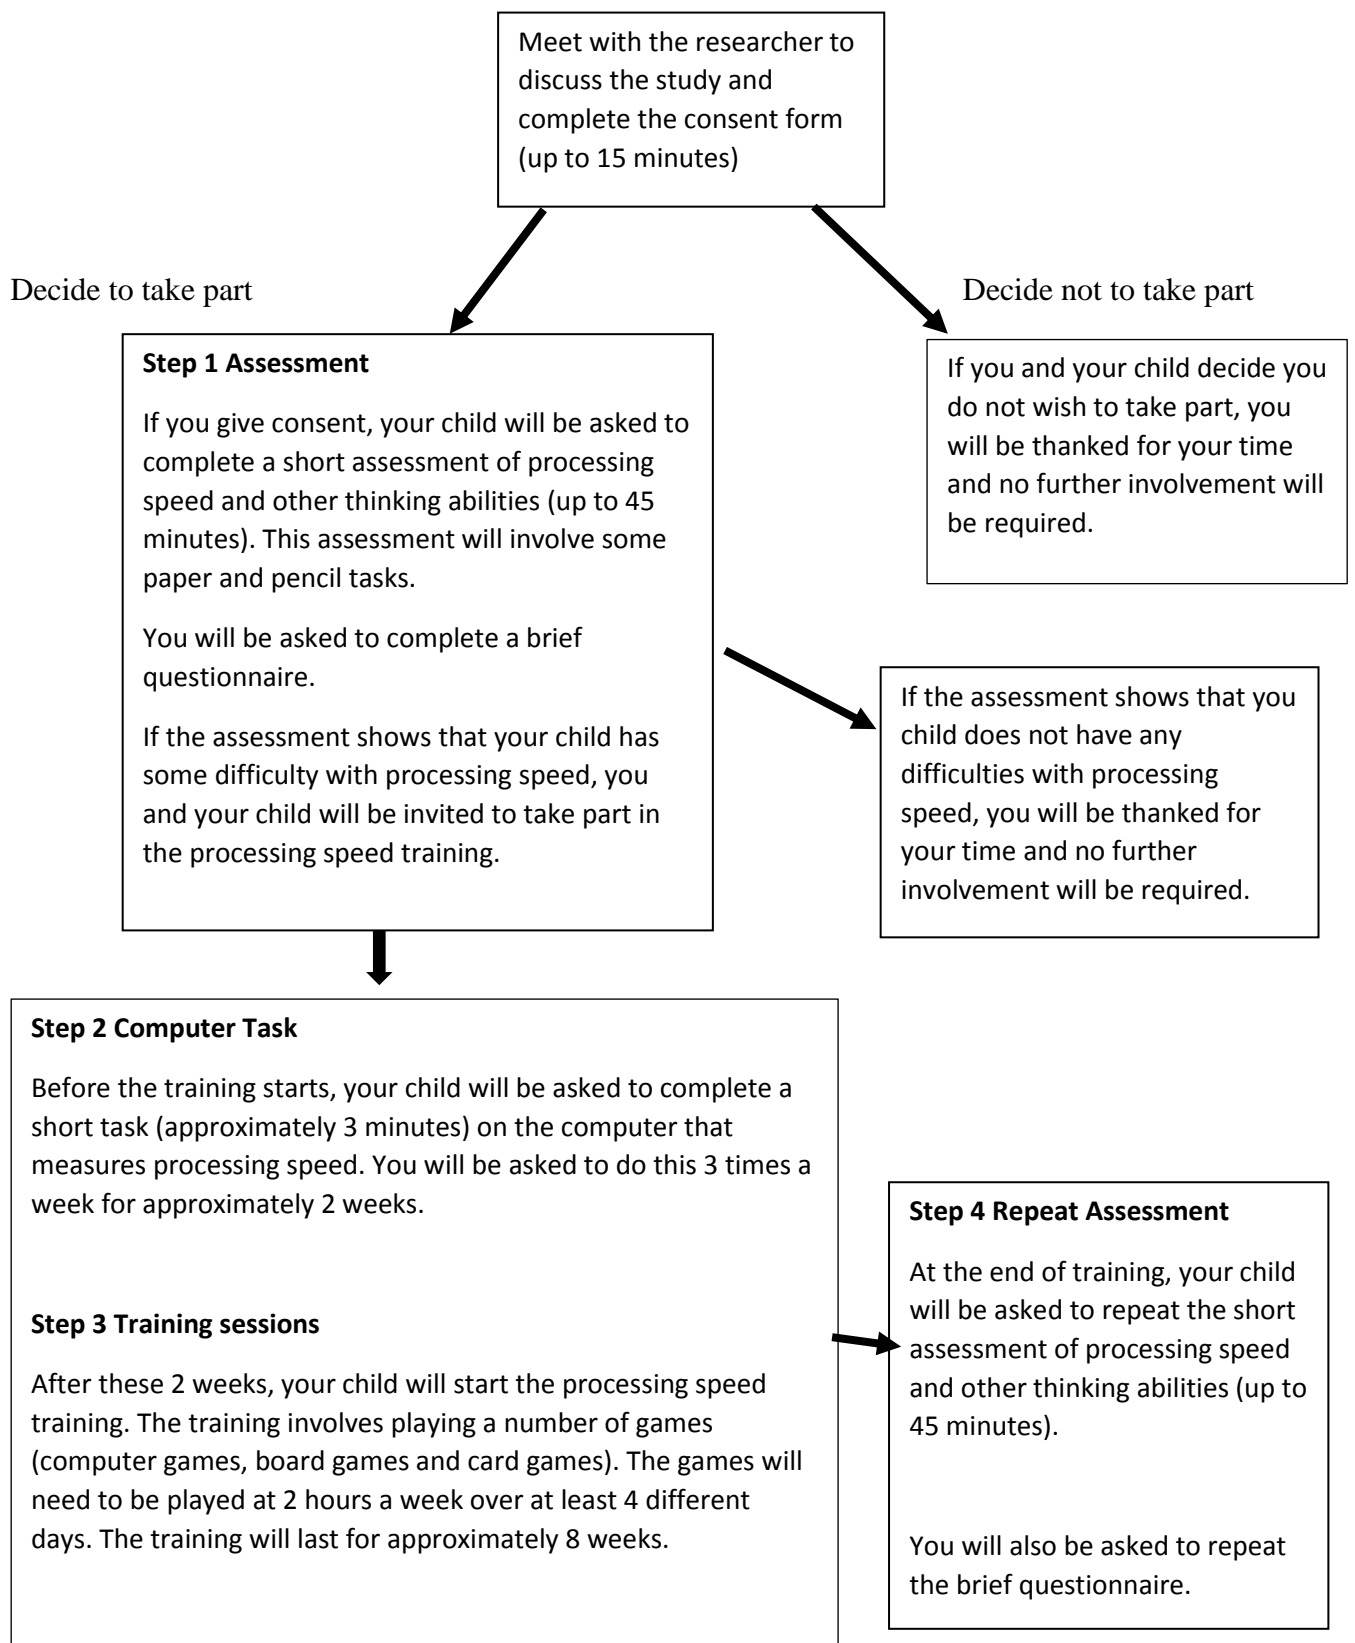 Meet with the researcher to
discuss the study and
complete the consent form
(up to 15 minutes)
Decide to take part
Decide not to take part
Step 1 Assessment
If you give consent, your child will be asked to
complete a short assessment of processing
speed and other thinking abilities (up to 45
minutes). This assessment will involve some
paper and pencil tasks.
You will be asked to complete a brief
questionnaire.
If the assessment shows that your child has
some difficulty with processing speed, you
and your child will be invited to take part in
the processing speed training.
If you and your child decide you
do not wish to take part, you
will be thanked for your time
and no further involvement will
be required.
If the assessment shows that you
child does not have any
difficulties with processing
speed, you will be thanked for
your time and no further
involvement will be required.
Step 2 Computer Task
Before the training starts, your child will be asked to complete a
short task (approximately 3 minutes) on the computer that
measures processing speed. You will be asked to do this 3 times a
week for approximately 2 weeks.
Step 3 Training sessions
After these 2 weeks, your child will start the processing speed
training. The training involves playing a number of games
(computer games, board games and card games). The games will
need to be played at 2 hours a week over at least 4 different
days. The training will last for approximately 8 weeks.
Step 4 Repeat Assessment
At the end of training, your child
will be asked to repeat the short
assessment of processing speed
and other thinking abilities (up to
45 minutes).
You will also be asked to repeat
the brief questionnaire.